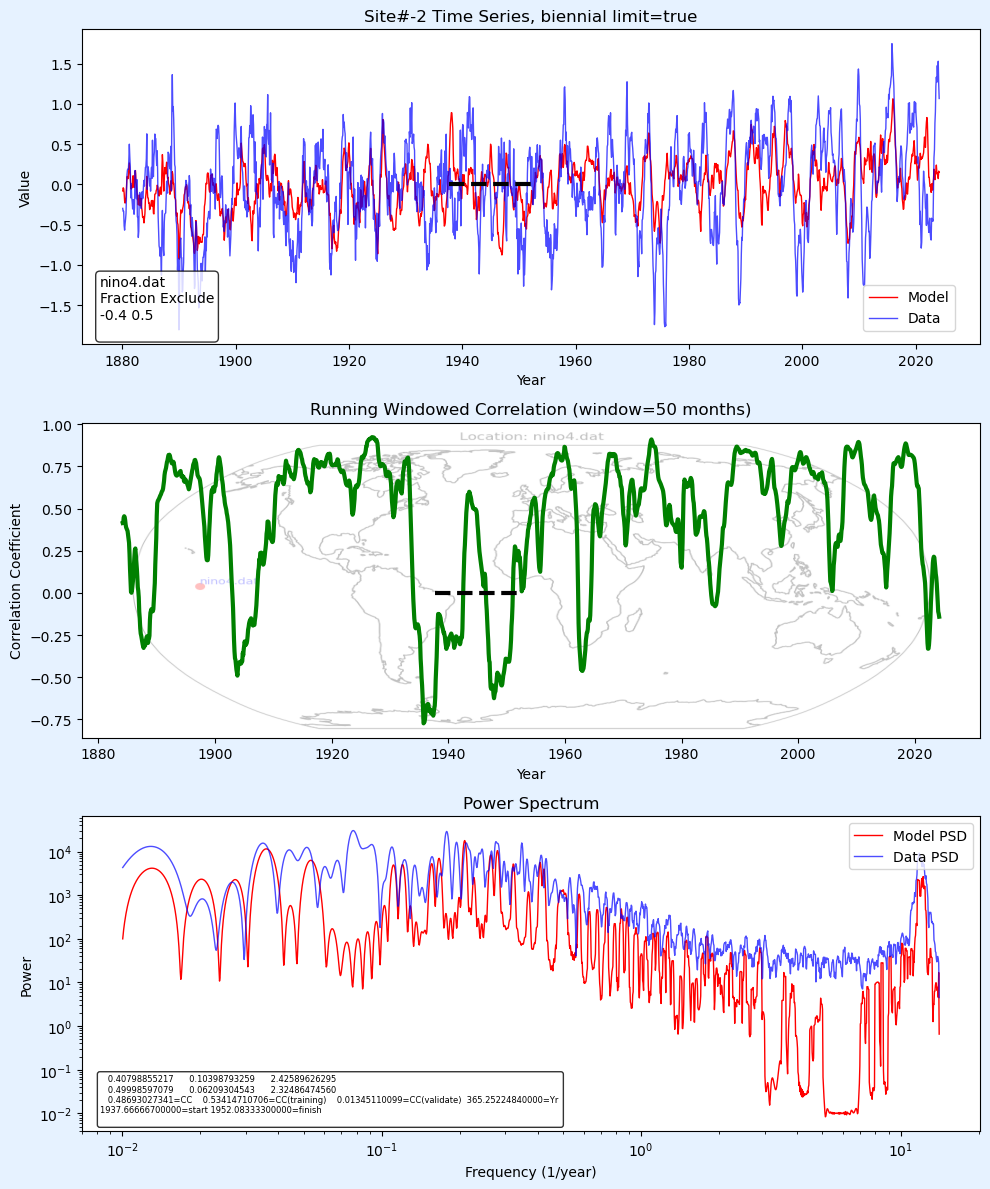 Site#-2 Time Series, biennial limit=true
Value
1.5
1.0
0.5
0.0
−0.5
−1.0
−1.5
nino4.dat
Fraction Exclude
-0.4 0.5
Model
Data
1880 1900 1920 1940 1960 1980 2000 2020
Year
Running Windowed Correlation (window=50 months)
Location: nino4.dat
Correlation Coefficient
1.00
0.75
0.50
0.25
0.00
−0.25
−0.50
−0.75
nino4.dat
1880 1900 1920 1940 1960 1980 2000 2020
Year
Power Spectrum
Power
10⁴
10³
10²
10¹
10⁰
10⁻¹
10⁻²
Model PSD
Data PSD
0.40798855217 0.10398793259 2.42589626295
0.49998597079 0.06209304543 2.32486474560
0.48693027341=CC 0.53414710706=CC(training) 0.01345110099=CC(validate) 365.25224840000=Yr
1937.66666700000=start 1952.08333300000=finish
10⁻² 10⁻¹ 10⁰ 10¹
Frequency (1/year)